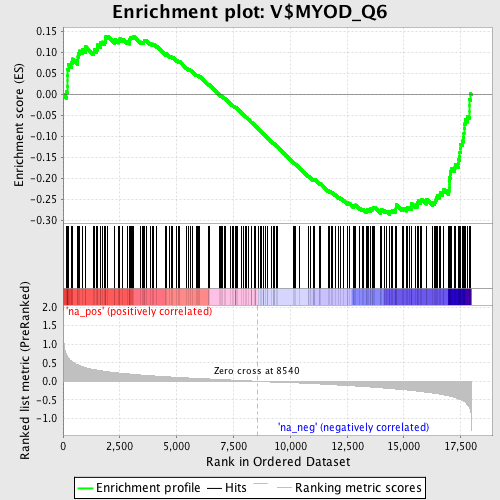 Enrichment plot: V$MYOD_Q6
Enrichment score (ES)
0.15
0.10
0.05
0.00
-0.05
-0.10
-0.15
-0.20
-0.25
-0.30
Ranked list metric (PreRanked)
2.0
1.5
1.0
0.5
0.0
-0.5
-1.0
'na_pos' (positively correlated)
Zero cross at 8540
'na_neg' (negatively correlated)
0
2,500
5,000
7,500
10,000
12,500
15,000
17,500
Rank in Ordered Dataset
Enrichment profile
Hits
Ranking metric scores